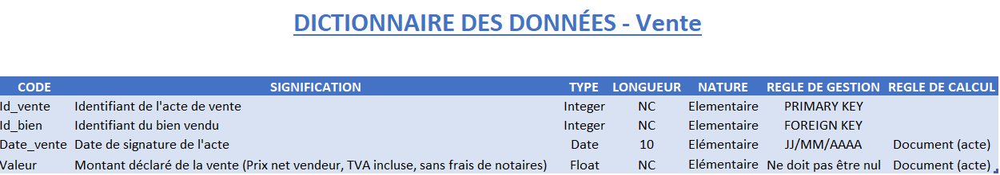 DICTIONNAIRE DES DONNÉES - Vente
CODE SIGNIFICATION TYPE LONGUEUR NATURE REGLE DE GESTION REGLE DE CALCUL
Id_vente Identifiant de l'acte de vente Integer NC Elementaire PRIMARY KEY
Id_bien Identifiant du bien vendu Integer NC Elementaire FOREIGN KEY
Date_vente Date de signature de l'acte Date 10 Elémentaire JJ/MM/AAAA Document (acte)
Valeur Montant déclaré de la vente (Prix net vendeur, TVA incluse, sans frais de notaires) Float NC Elémentaire Ne doit pas être nul Document (acte)